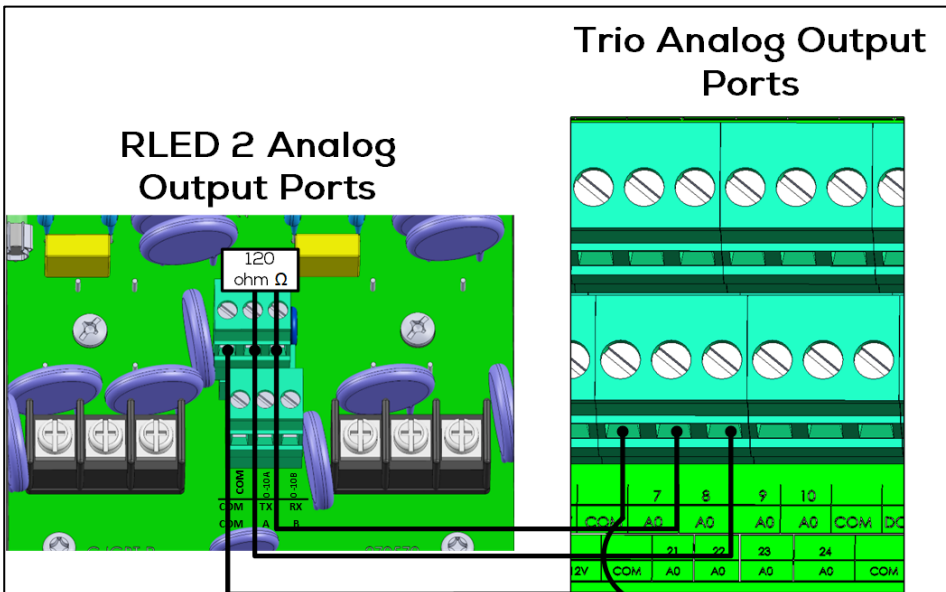 Trio Analog Output
Ports
RLED 2 Analog
Output Ports
120
ohm Ω
COM 0-10A 0-10B
COM TX RX
COM A B
7 8 9 10
COM A0 A0 A0 A0 COM DC
21 22 23 24
12V COM A0 A0 A0 A0 COM